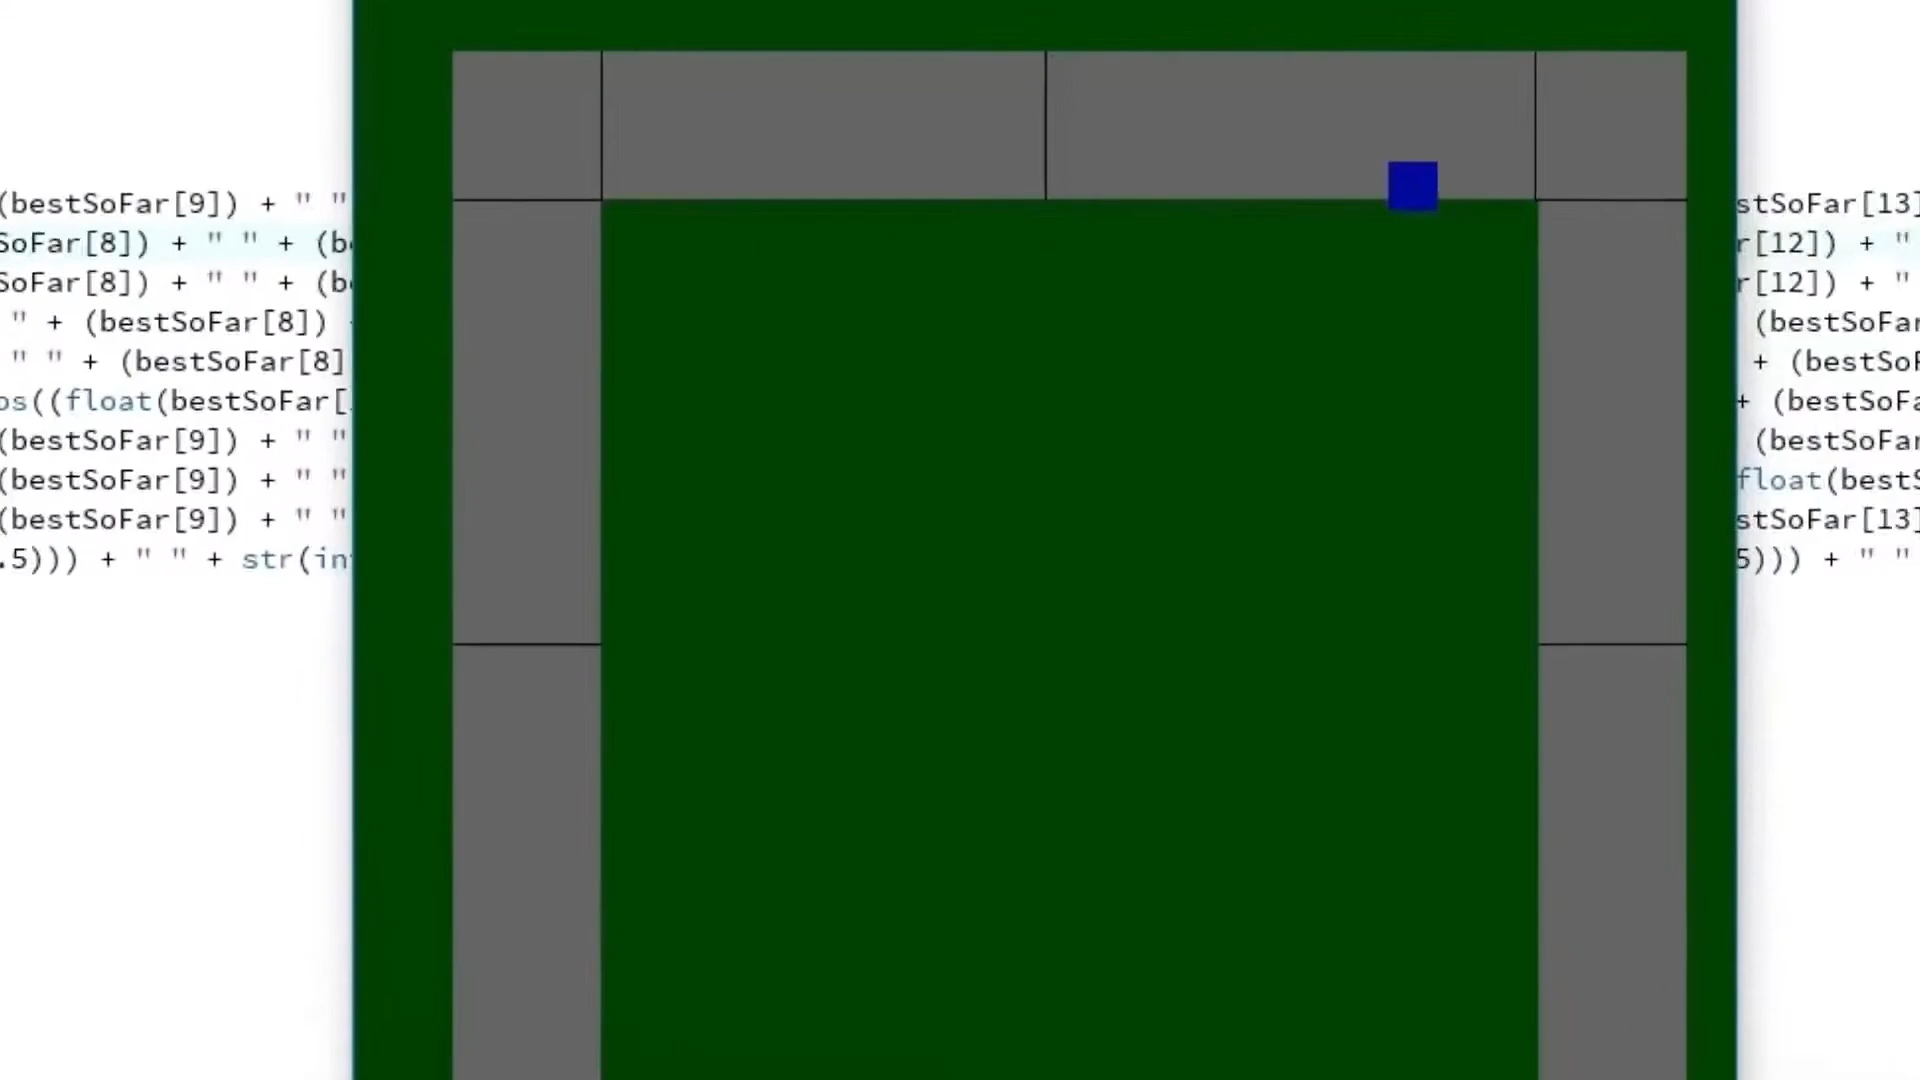 (bestSoFar[9]) + " " stSoFar[13]
SoFar[8]) + " " + (b r[12]) + "
SoFar[8]) + " " + (b r[12]) + "
" + (bestSoFar[8]) (bestSoFar
" " + (bestSoFar[8] + (bestSoF
os((float(bestSoFar[ + (bestSoFa
(bestSoFar[9]) + " " (bestSoFar
(bestSoFar[9]) + " " float(bestS
(bestSoFar[9]) + " " stSoFar[13]
.5))) + " " + str(in 5))) + " "